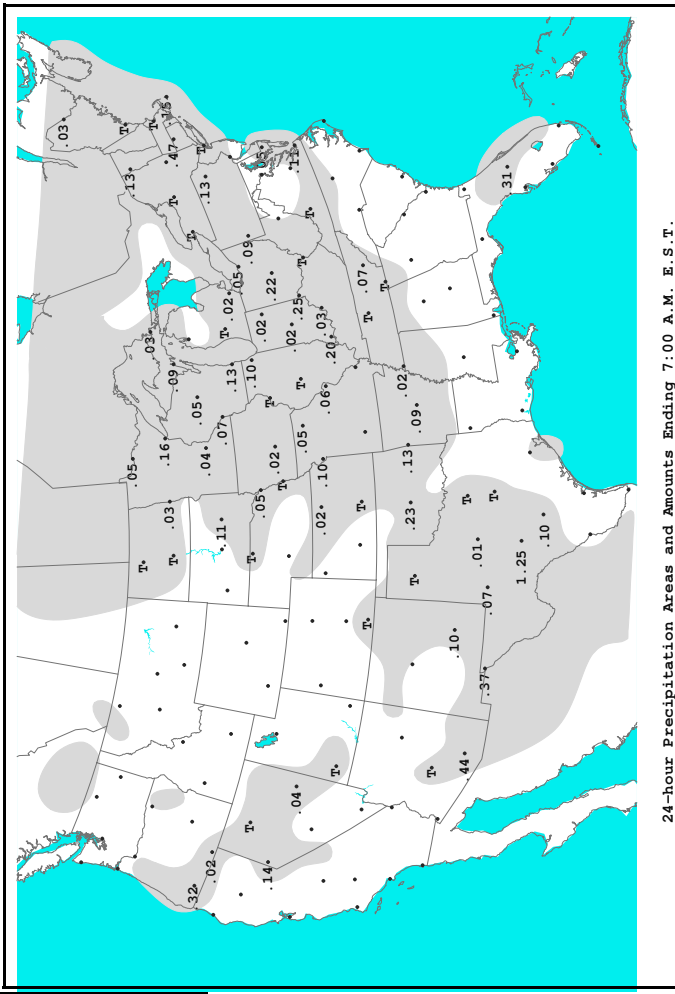 .03
T
.05
.13
T
.03
T
.16
.15
.03
T
.09
T
.47
.32
T
.05
T
.04
.13
.02
.11
.07
T
.02
.13
.05
T
T
.09
.10
.05
.02
.05
.14
T
.22
.02
T
.02
.11
.04
.25
T
T
.05
T
.02
.03
.10
.06
.20
T
T
.07
T
T
T
.02
.13
.23
T
.09
T
.10
.44
T
.01
.37
.07
T
.31
1.25
.10
24-hour Precipitation Areas and Amounts Ending 7:00 A.M. E.S.T.